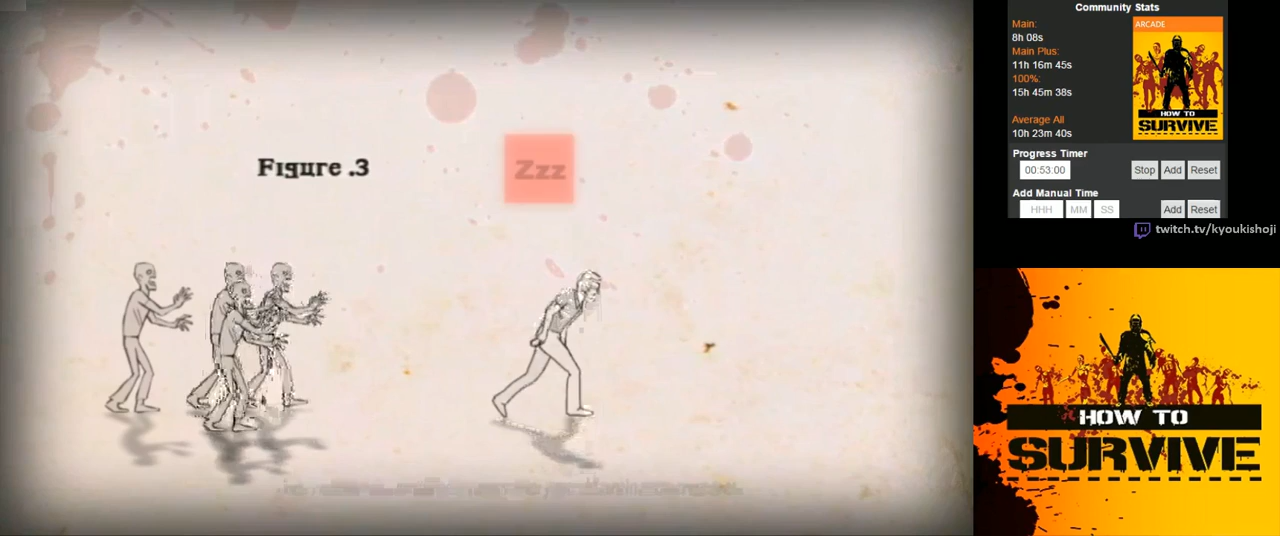 Figure .3
Zzz
Community Stats
Main:
8h 08s
Main Plus:
11h 16m 45s
100%:
15h 45m 38s
Average All
10h 23m 40s
ARCADE
HOW TO
SURVIVE
Progress Timer
00:53:00
Stop
Add
Reset
Add Manual Time
HHH
MM
SS
Add
Reset
twitch.tv/kyoukishoji
HOW TO
SURVIVE